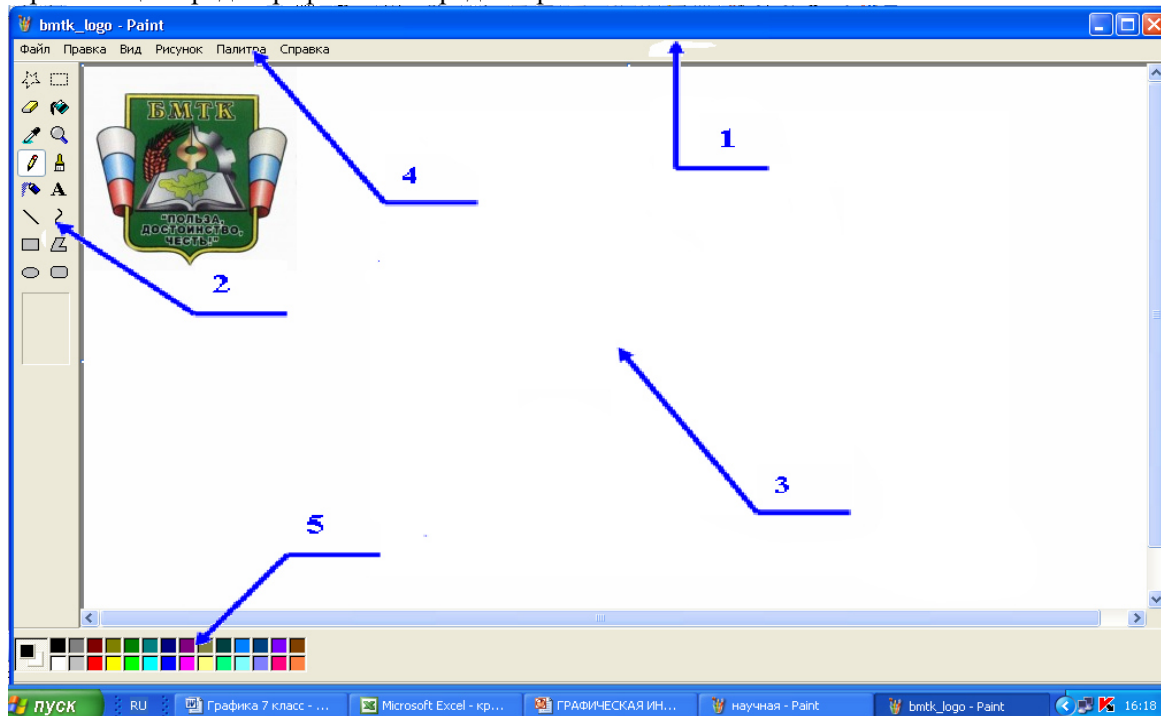 bmtk_logo - Paint
Файл Правка Вид Рисунок Палитра Справка
БМТК
"ПОЛЬЗА,
ДОСТОИНСТВО,
ЧЕСТЬ!"
A
1
4
2
3
5
пуск RU Графика 7 класс - ... Microsoft Excel - кр... ГРАФИЧЕСКАЯ ИН... научная - Paint bmtk_logo - Paint 16:18